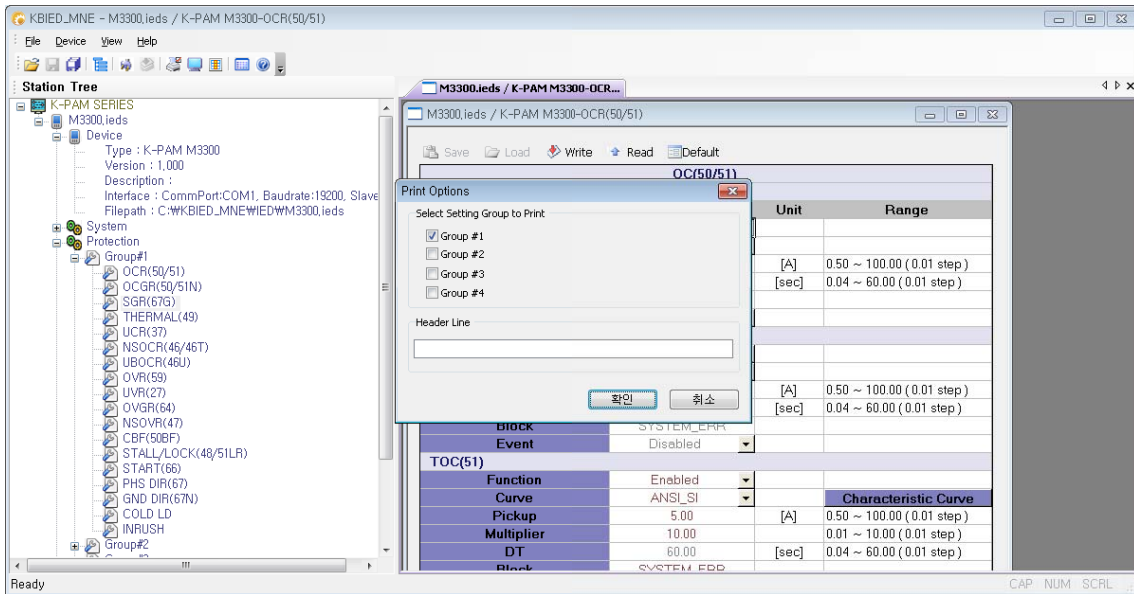 KBIED_MNE - M3300,ieds / K-PAM M3300-OCR(50/51)
File Device View Help
Station Tree
K-PAM SERIES
M3300,ieds
Device
Type : K-PAM M3300
Version : 1,000
Description :
Interface : CommPort:COM1, Baudrate:19200, Slave
Filepath : C:₩KBIED_MNE₩IED₩M3300,ieds
System
Protection
Group#1
OCR(50/51)
OCGR(50/51N)
SGR(67G)
THERMAL(49)
UCR(37)
NSOCR(46/46T)
UBOCR(46U)
OVR(59)
UVR(27)
OVGR(64)
NSOVR(47)
CBF(50BF)
STALL/LOCK(48/51LR)
START(66)
PHS DIR(67)
GND DIR(67N)
COLD LD
INRUSH
Group#2
M3300.ieds / K-PAM M3300-OCR...
M3300,ieds / K-PAM M3300-OCR(50/51)
Save Load Write Read Default
OC(50/51)
Unit Range
[A] 0.50 ~ 100.00 ( 0.01 step )
[sec] 0.04 ~ 60.00 ( 0.01 step )
[A] 0.50 ~ 100.00 ( 0.01 step )
[sec] 0.04 ~ 60.00 ( 0.01 step )
Print Options
Select Setting Group to Print
Group #1
Group #2
Group #3
Group #4
Header Line
확인 취소
Block SYSTEM_ERR
Event Disabled
TOC(51)
Function Enabled
Curve ANSI_SI Characteristic Curve
Pickup 5.00 [A] 0.50 ~ 100.00 ( 0.01 step )
Multiplier 10.00 0.01 ~ 10.00 ( 0.01 step )
DT 60.00 [sec] 0.04 ~ 60.00 ( 0.01 step )
Block SYSTEM_ERR
Ready CAP NUM SCRL